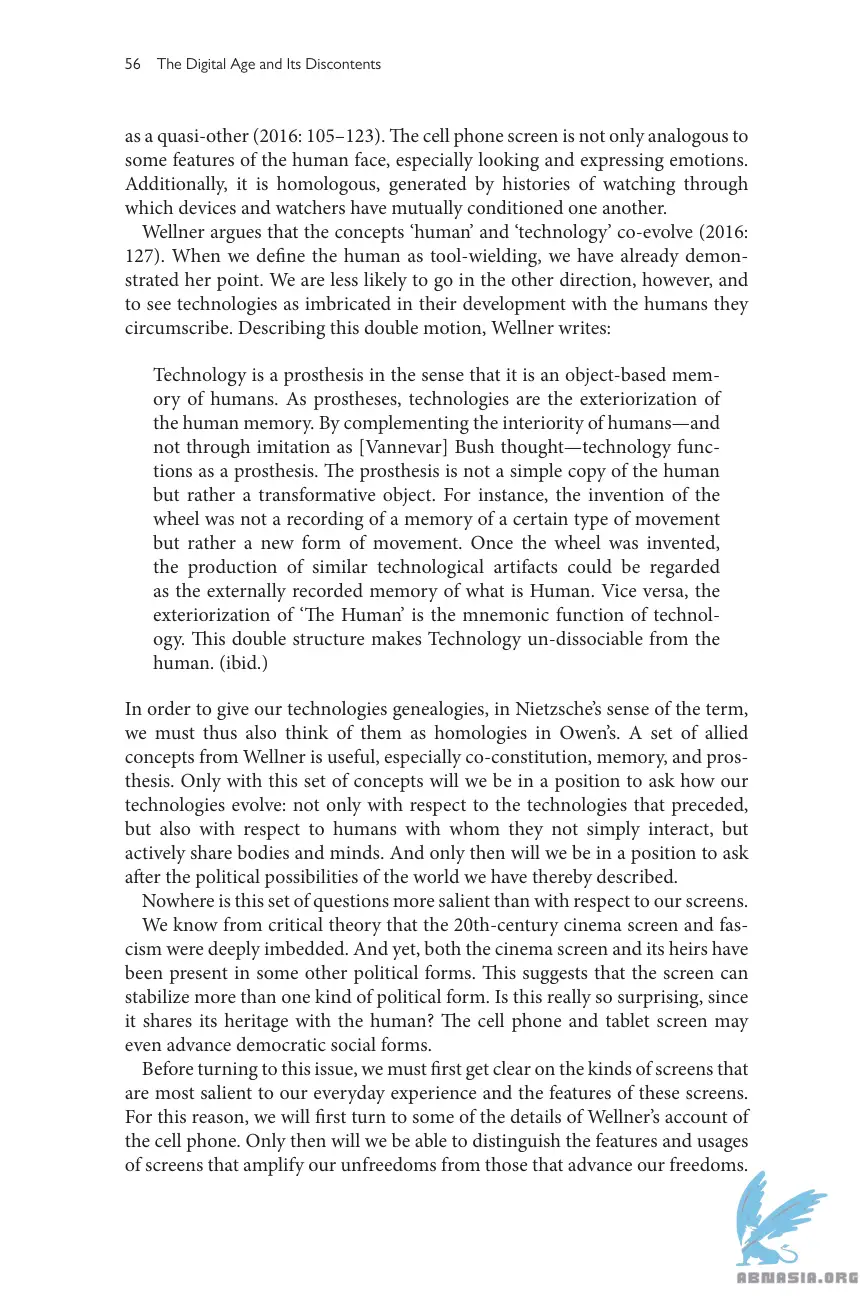 56 The Digital Age and Its Discontents
as a quasi-other (2016: 105–123). The cell phone screen is not only analogous to
some features of the human face, especially looking and expressing emotions.
Additionally, it is homologous, generated by histories of watching through
which devices and watchers have mutually conditioned one another.
Wellner argues that the concepts ‘human’ and ‘technology’ co-evolve (2016:
127). When we define the human as tool-wielding, we have already demon-
strated her point. We are less likely to go in the other direction, however, and
to see technologies as imbricated in their development with the humans they
circumscribe. Describing this double motion, Wellner writes:
Technology is a prosthesis in the sense that it is an object-based mem-
ory of humans. As prostheses, technologies are the exteriorization of
the human memory. By complementing the interiority of humans—and
not through imitation as [Vannevar] Bush thought—technology func-
tions as a prosthesis. The prosthesis is not a simple copy of the human
but rather a transformative object. For instance, the invention of the
wheel was not a recording of a memory of a certain type of movement
but rather a new form of movement. Once the wheel was invented,
the production of similar technological artifacts could be regarded
as the externally recorded memory of what is Human. Vice versa, the
exteriorization of ‘The Human’ is the mnemonic function of technol-
ogy. This double structure makes Technology un-dissociable from the
human. (ibid.)
In order to give our technologies genealogies, in Nietzsche’s sense of the term,
we must thus also think of them as homologies in Owen’s. A set of allied
concepts from Wellner is useful, especially co-constitution, memory, and pros-
thesis. Only with this set of concepts will we be in a position to ask how our
technologies evolve: not only with respect to the technologies that preceded,
but also with respect to humans with whom they not simply interact, but
actively share bodies and minds. And only then will we be in a position to ask
after the political possibilities of the world we have thereby described.
Nowhere is this set of questions more salient than with respect to our screens.
We know from critical theory that the 20th-century cinema screen and fas-
cism were deeply imbedded. And yet, both the cinema screen and its heirs have
been present in some other political forms. This suggests that the screen can
stabilize more than one kind of political form. Is this really so surprising, since
it shares its heritage with the human? The cell phone and tablet screen may
even advance democratic social forms.
Before turning to this issue, we must first get clear on the kinds of screens that
are most salient to our everyday experience and the features of these screens.
For this reason, we will first turn to some of the details of Wellner’s account of
the cell phone. Only then will we be able to distinguish the features and usages
of screens that amplify our unfreedoms from those that advance our freedoms.
ABNASIA.ORG